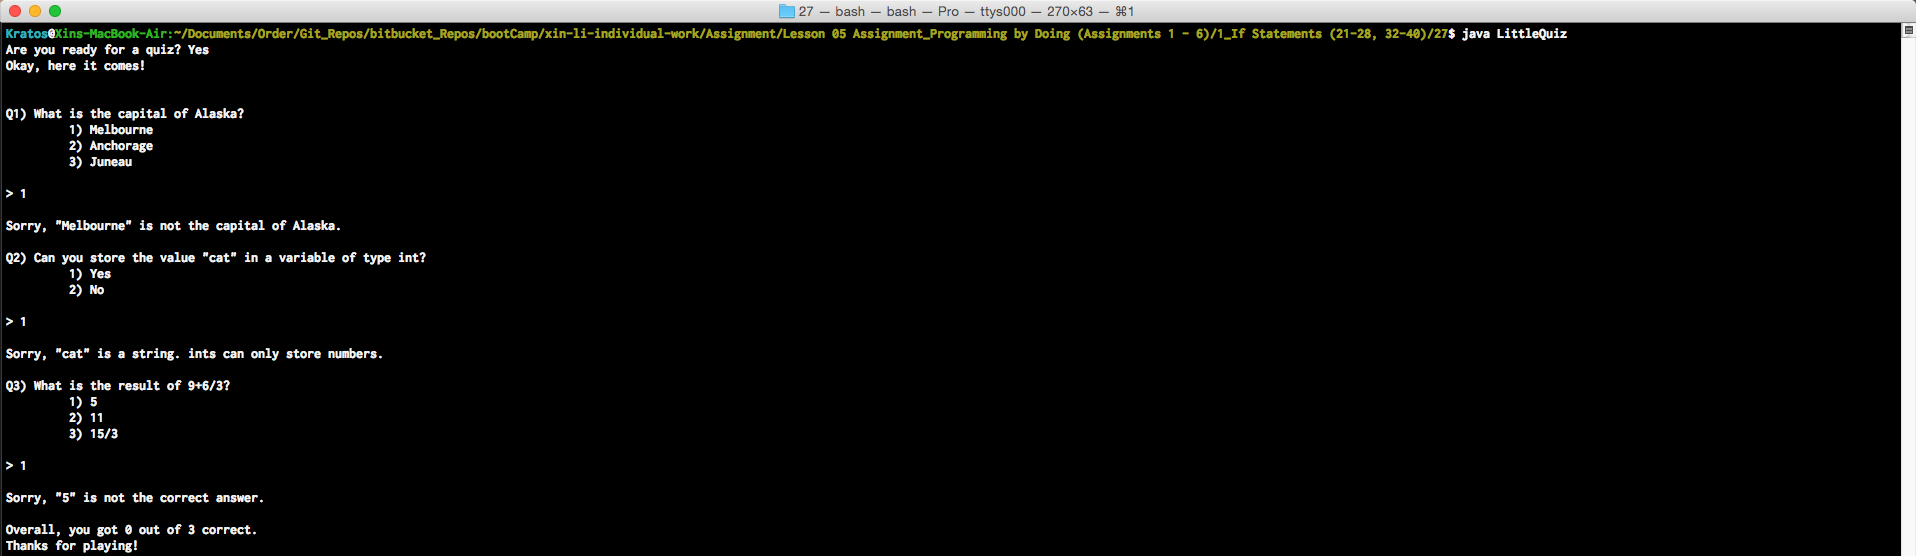 27 — bash — bash — Pro — ttys000 — 270×63 — ⌘1
Kratos@Xins-MacBook-Air:~/Documents/Order/Git_Repos/bitbucket_Repos/bootCamp/xin-li-individual-work/Assignment/Lesson 05 Assignment_Programming by Doing (Assignments 1 - 6)/1_If Statements (21-28, 32-40)/27$ java LittleQuiz
Are you ready for a quiz? Yes
Okay, here it comes!
Q1) What is the capital of Alaska?
1) Melbourne
2) Anchorage
3) Juneau
> 1
Sorry, "Melbourne" is not the capital of Alaska.
Q2) Can you store the value "cat" in a variable of type int?
1) Yes
2) No
> 1
Sorry, "cat" is a string. ints can only store numbers.
Q3) What is the result of 9+6/3?
1) 5
2) 11
3) 15/3
> 1
Sorry, "5" is not the correct answer.
Overall, you got 0 out of 3 correct.
Thanks for playing!